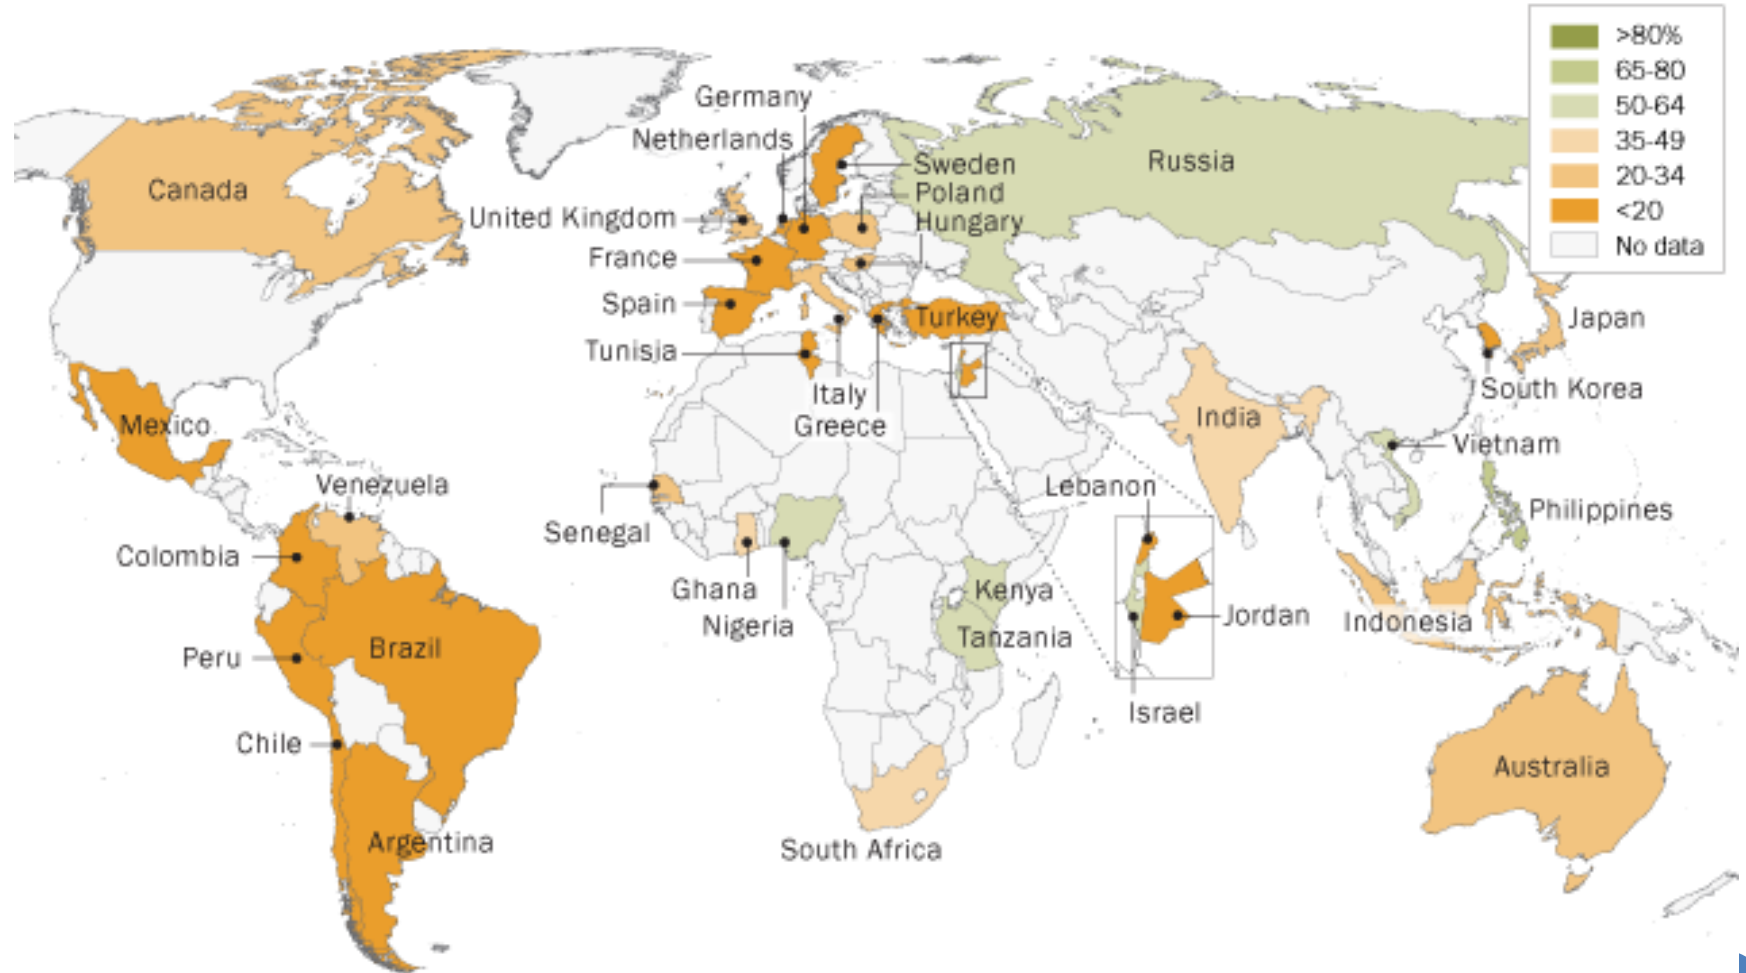 >80%
65-80
50-64
35-49
20-34
<20
No data
Germany
Netherlands
Sweden
Poland
Hungary
Russia
Canada
United Kingdom
France
Spain
Turkey
Tunisia
Italy
Greece
Japan
South Korea
India
Vietnam
Mexico
Venezuela
Lebanon
Philippines
Senegal
Colombia
Ghana
Nigeria
Kenya
Tanzania
Jordan
Indonesia
Peru
Brazil
Israel
Chile
Australia
Argentina
South Africa